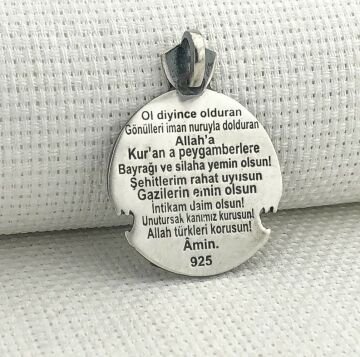 Ol diyince olduran
Gönülleri iman nuruyla dolduran
Allah'a
Kur'an a peygamberlere
Bayrağı ve silaha yemin olsun!
Şehitlerim rahat uyusun
Gazilerin emin olsun
İntikam daim olsun!
Unutursak kanımız kurusun!
Allah türkleri korusun!
Âmin.
925